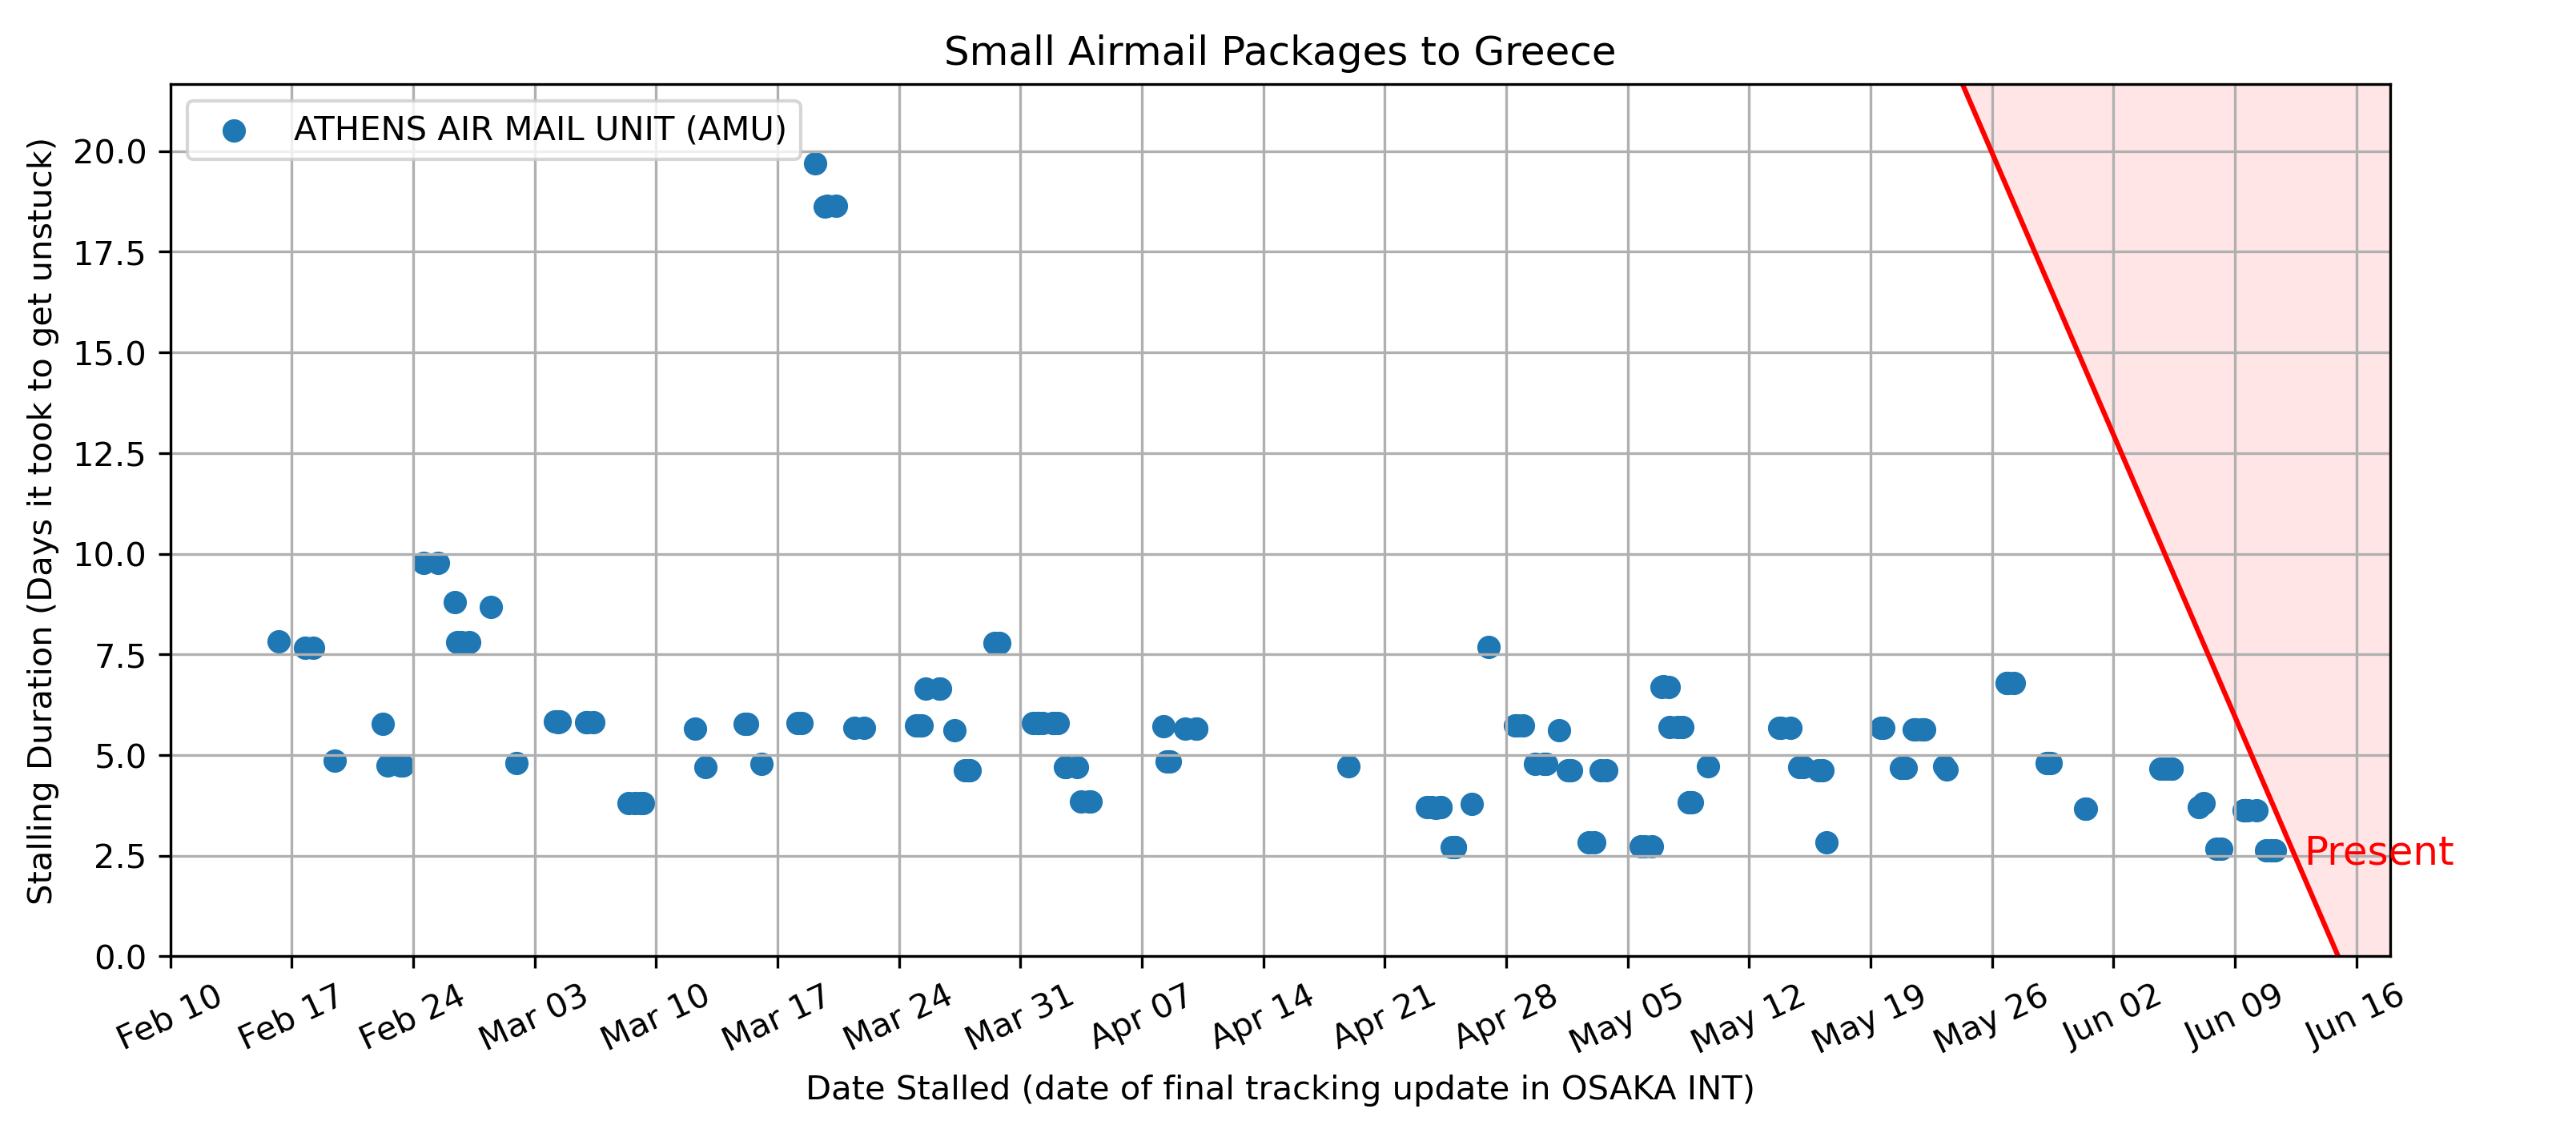 Small Airmail Packages to Greece
ATHENS AIR MAIL UNIT (AMU)
Stalling Duration (Days it took to get unstuck)
20.0
17.5
15.0
12.5
10.0
7.5
5.0
2.5
0.0
Present
Feb 10
Feb 17
Feb 24
Mar 03
Mar 10
Mar 17
Mar 24
Mar 31
Apr 07
Apr 14
Apr 21
Apr 28
May 05
May 12
May 19
May 26
Jun 02
Jun 09
Jun 16
Date Stalled (date of final tracking update in OSAKA INT)